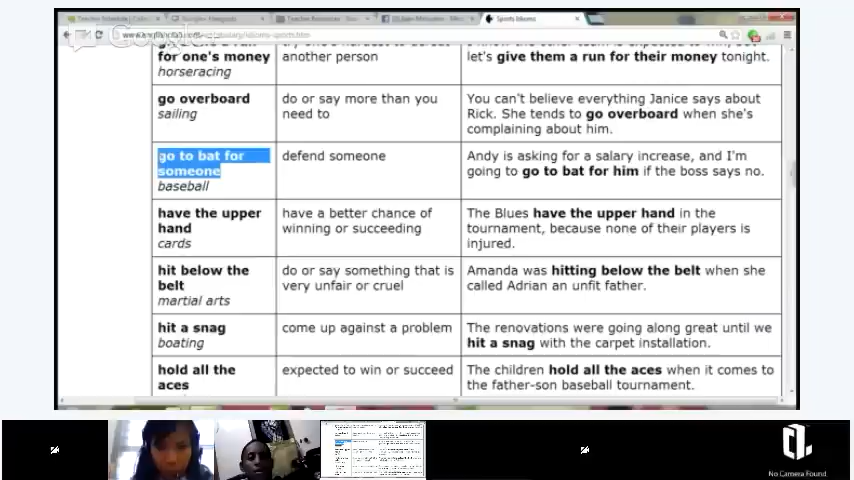 Teacher Resources
Sports Idioms
Google+
for one's money
another person
let's give them a run for their money tonight.
horseracing
go overboard
do or say more than you
You can't believe everything Janice says about
sailing
need to
Rick. She tends to go overboard when she's
complaining about him.
go to bat for
defend someone
Andy is asking for a salary increase, and I'm
someone
going to go to bat for him if the boss says no.
baseball
have the upper
have a better chance of
The Blues have the upper hand in the
hand
winning or succeeding
tournament, because none of their players is
cards
injured.
hit below the
do or say something that is
Amanda was hitting below the belt when she
belt
very unfair or cruel
called Adrian an unfit father.
martial arts
hit a snag
come up against a problem
The renovations were going along great until we
boating
hit a snag with the carpet installation.
hold all the
expected to win or succeed
The children hold all the aces when it comes to
aces
the father-son baseball tournament.
No Camera Found